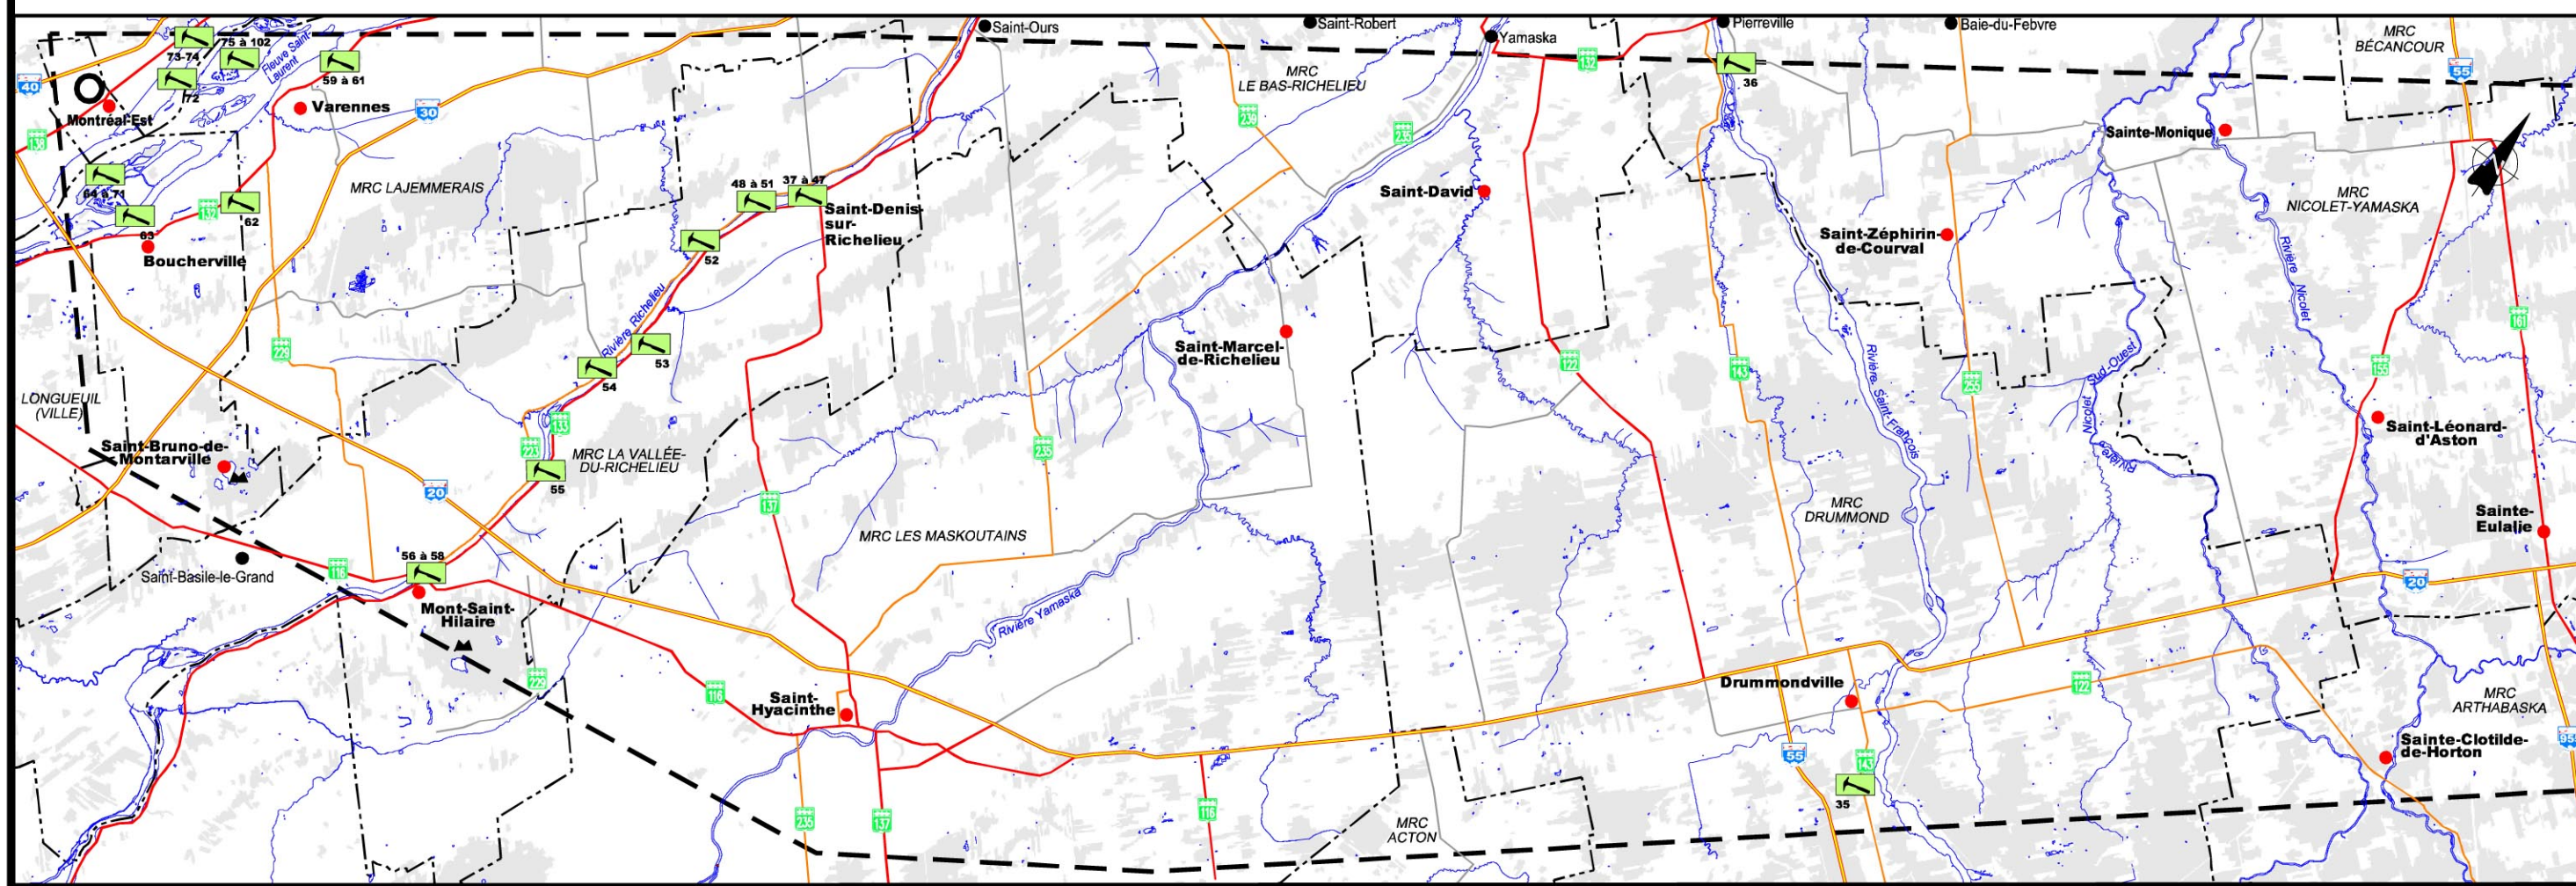 Saint-Ours
Saint-Robert
Yamaska
Pierreville
Baie-du-Febvre
MRC
BÉCANCOUR
73-74
75 à 102
Fleuve Saint-
Laurent
59 à 61
72
40
Montréal-Est
138
Varennes
30
MRC
LE BAS-RICHELIEU
132
36
55
239
235
Sainte-Monique
64 à 71
MRC LAJEMMERAIS
48 à 51
37 à 47
Saint-David
MRC
NICOLET-YAMASKA
132
62
63
Boucherville
Saint-Denis-
sur-
Richelieu
52
Saint-Zéphirin-
de-Courval
Rivière Nicolet
Rivière Richelieu
229
53
54
Saint-Marcel-
de-Richelieu
122
143
Rivière Saint-François
255
Rivière Nicolet Sud-Ouest
161
155
LONGUEUIL
(VILLE)
133
223
235
Saint-Léonard-
d'Aston
Saint-Bruno-de-
Montarville
20
55
MRC LA VALLÉE-
DU-RICHELIEU
137
MRC LES MASKOUTAINS
MRC
DRUMMOND
Sainte-
Eulalie
Saint-Basile-le-Grand
116
56 à 58
Mont-Saint-
Hilaire
Rivière Yamaska
20
229
116
Saint-
Hyacinthe
Drummondville
122
MRC
ARTHABASKA
Sainte-Clotilde-
de-Horton
955
55
143
35
235
137
116
MRC
ACTON